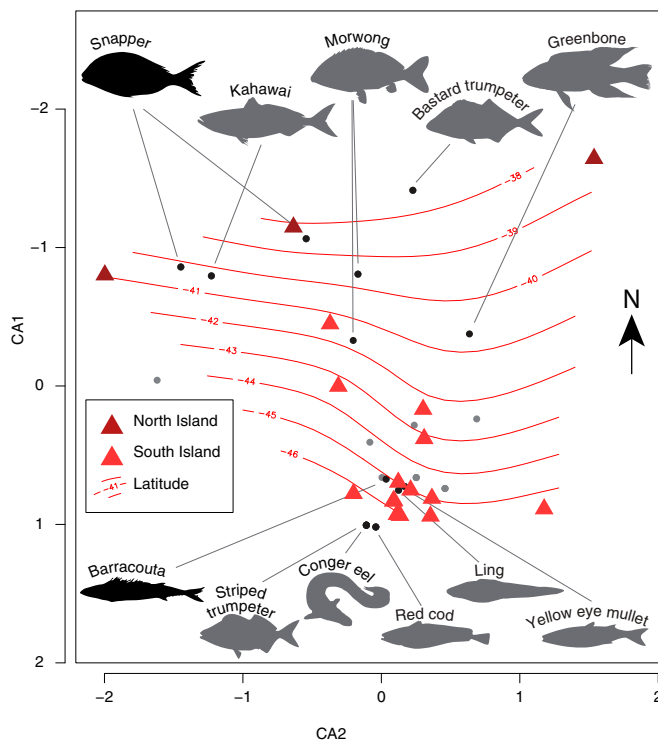 Snapper
Morwong
Greenbone
Kahawai
Bastard trumpeter
−2
−1
0
1
2
CA1
−38
−39
−40
−41
−42
−43
−44
−45
−46
N
North Island
South Island
−41 Latitude
Barracouta
Striped
trumpeter
Conger eel
Red cod
Ling
Yellow eye mullet
−2 −1 0 1 2
CA2